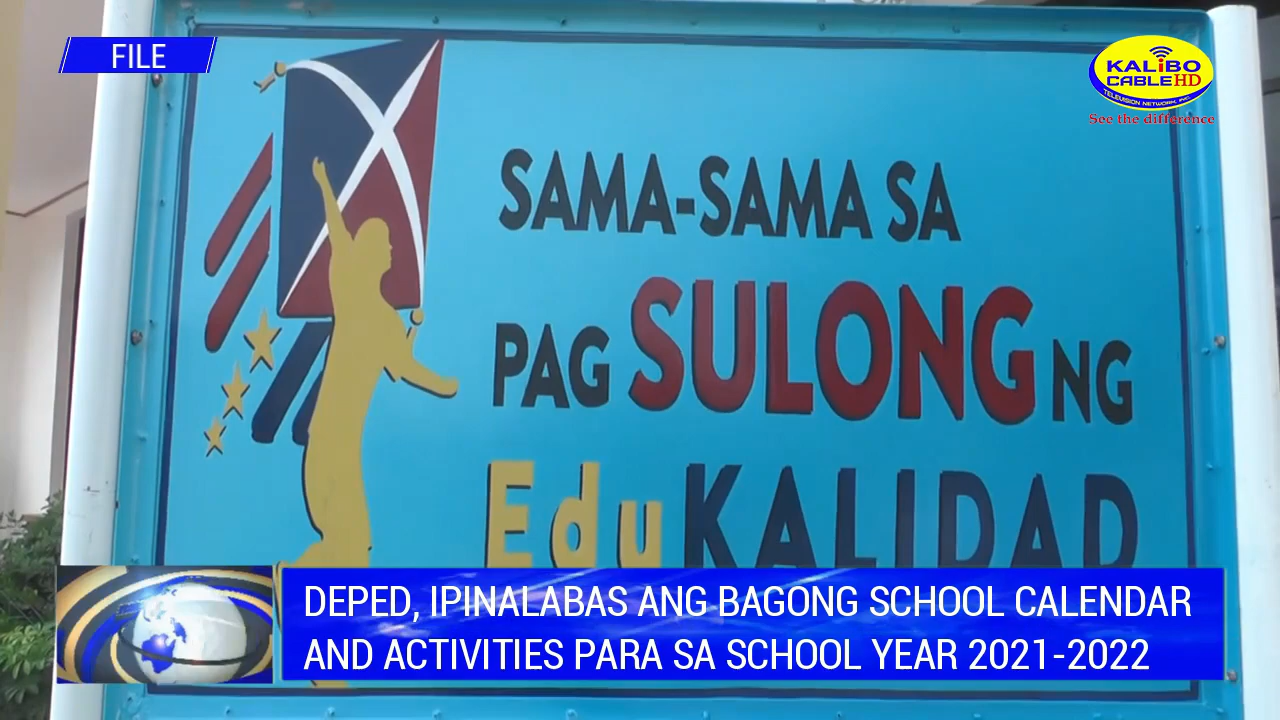 FILE
KALiBO
CABLE HD
TELEVISION NETWORK, INC.
See the difference
SAMA-SAMA SA
PAG SULONG NG
EduKALIDAD
DEPED, IPINALABAS ANG BAGONG SCHOOL CALENDAR
AND ACTIVITIES PARA SA SCHOOL YEAR 2021-2022